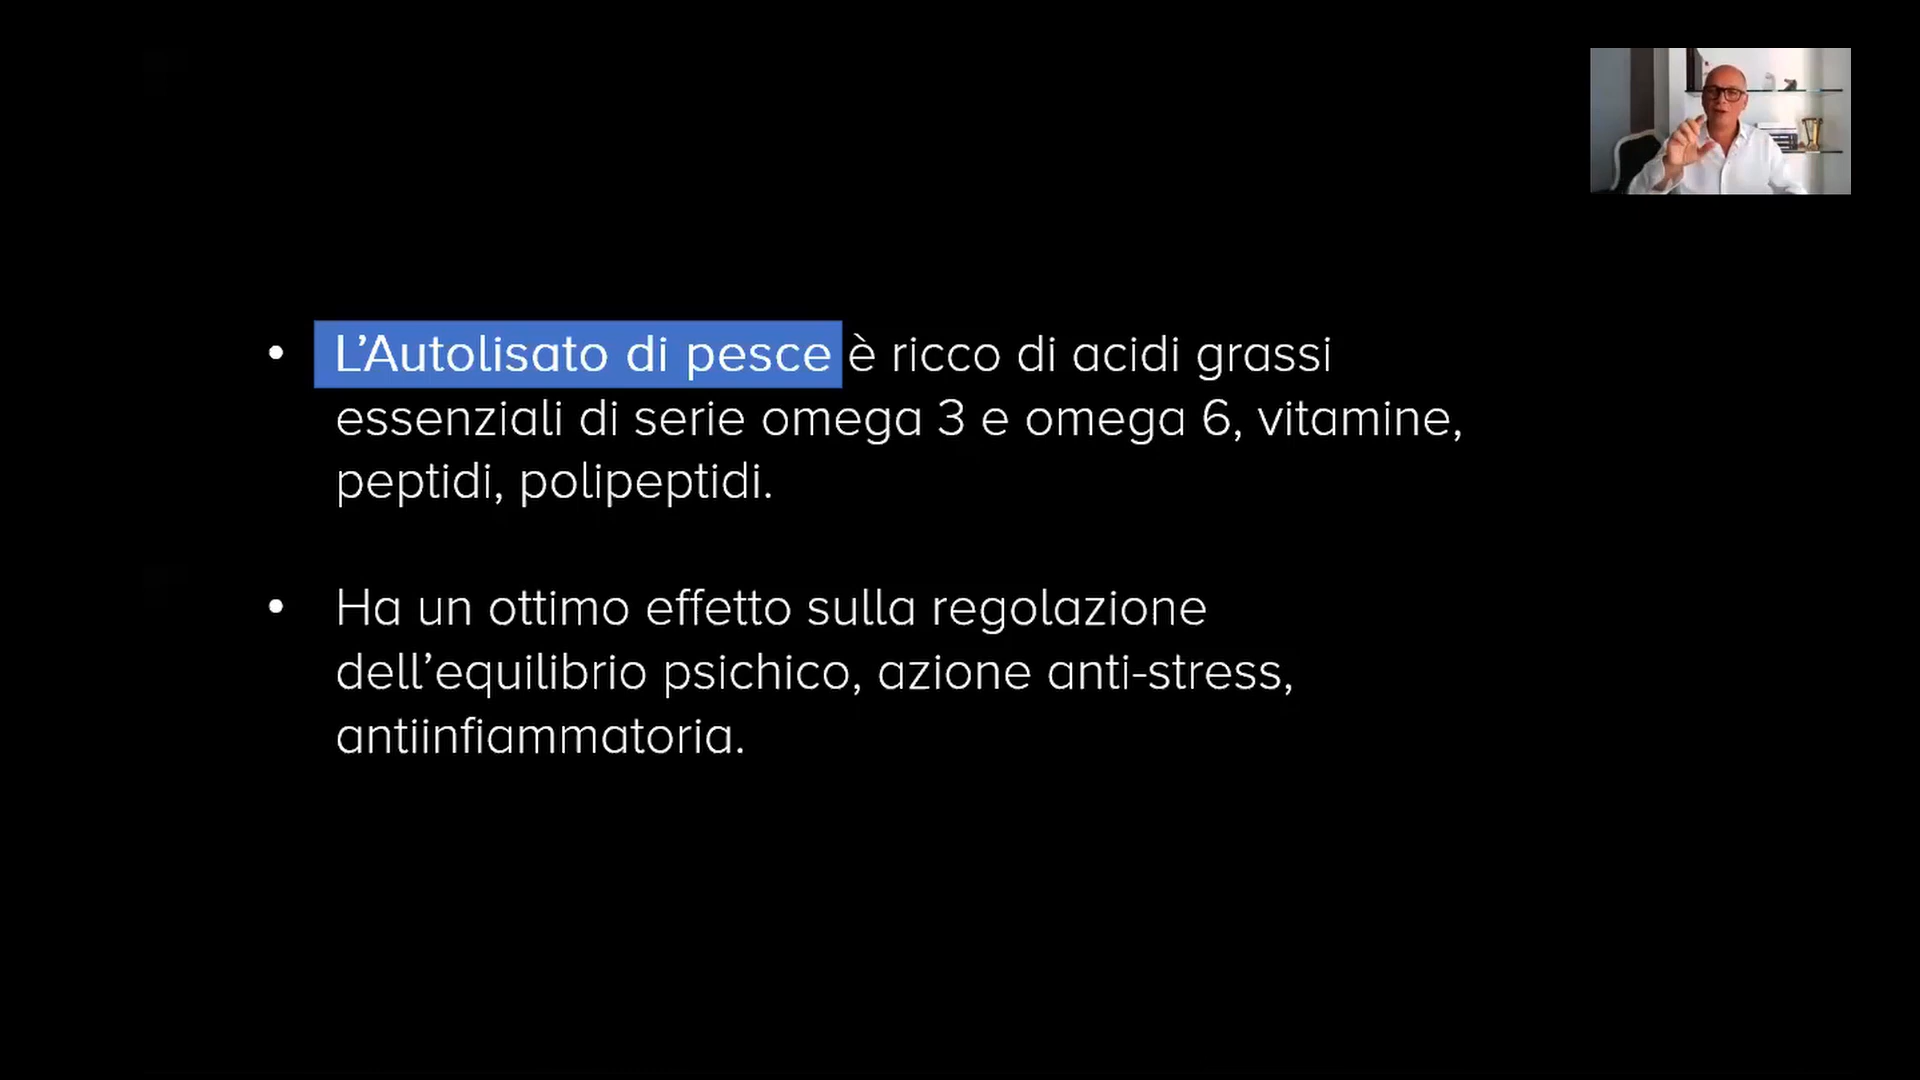 • L’Autolisato di pesce è ricco di acidi grassi
essenziali di serie omega 3 e omega 6, vitamine,
peptidi, polipeptidi.
• Ha un ottimo effetto sulla regolazione
dell’equilibrio psichico, azione anti-stress,
antiinfiammatoria.